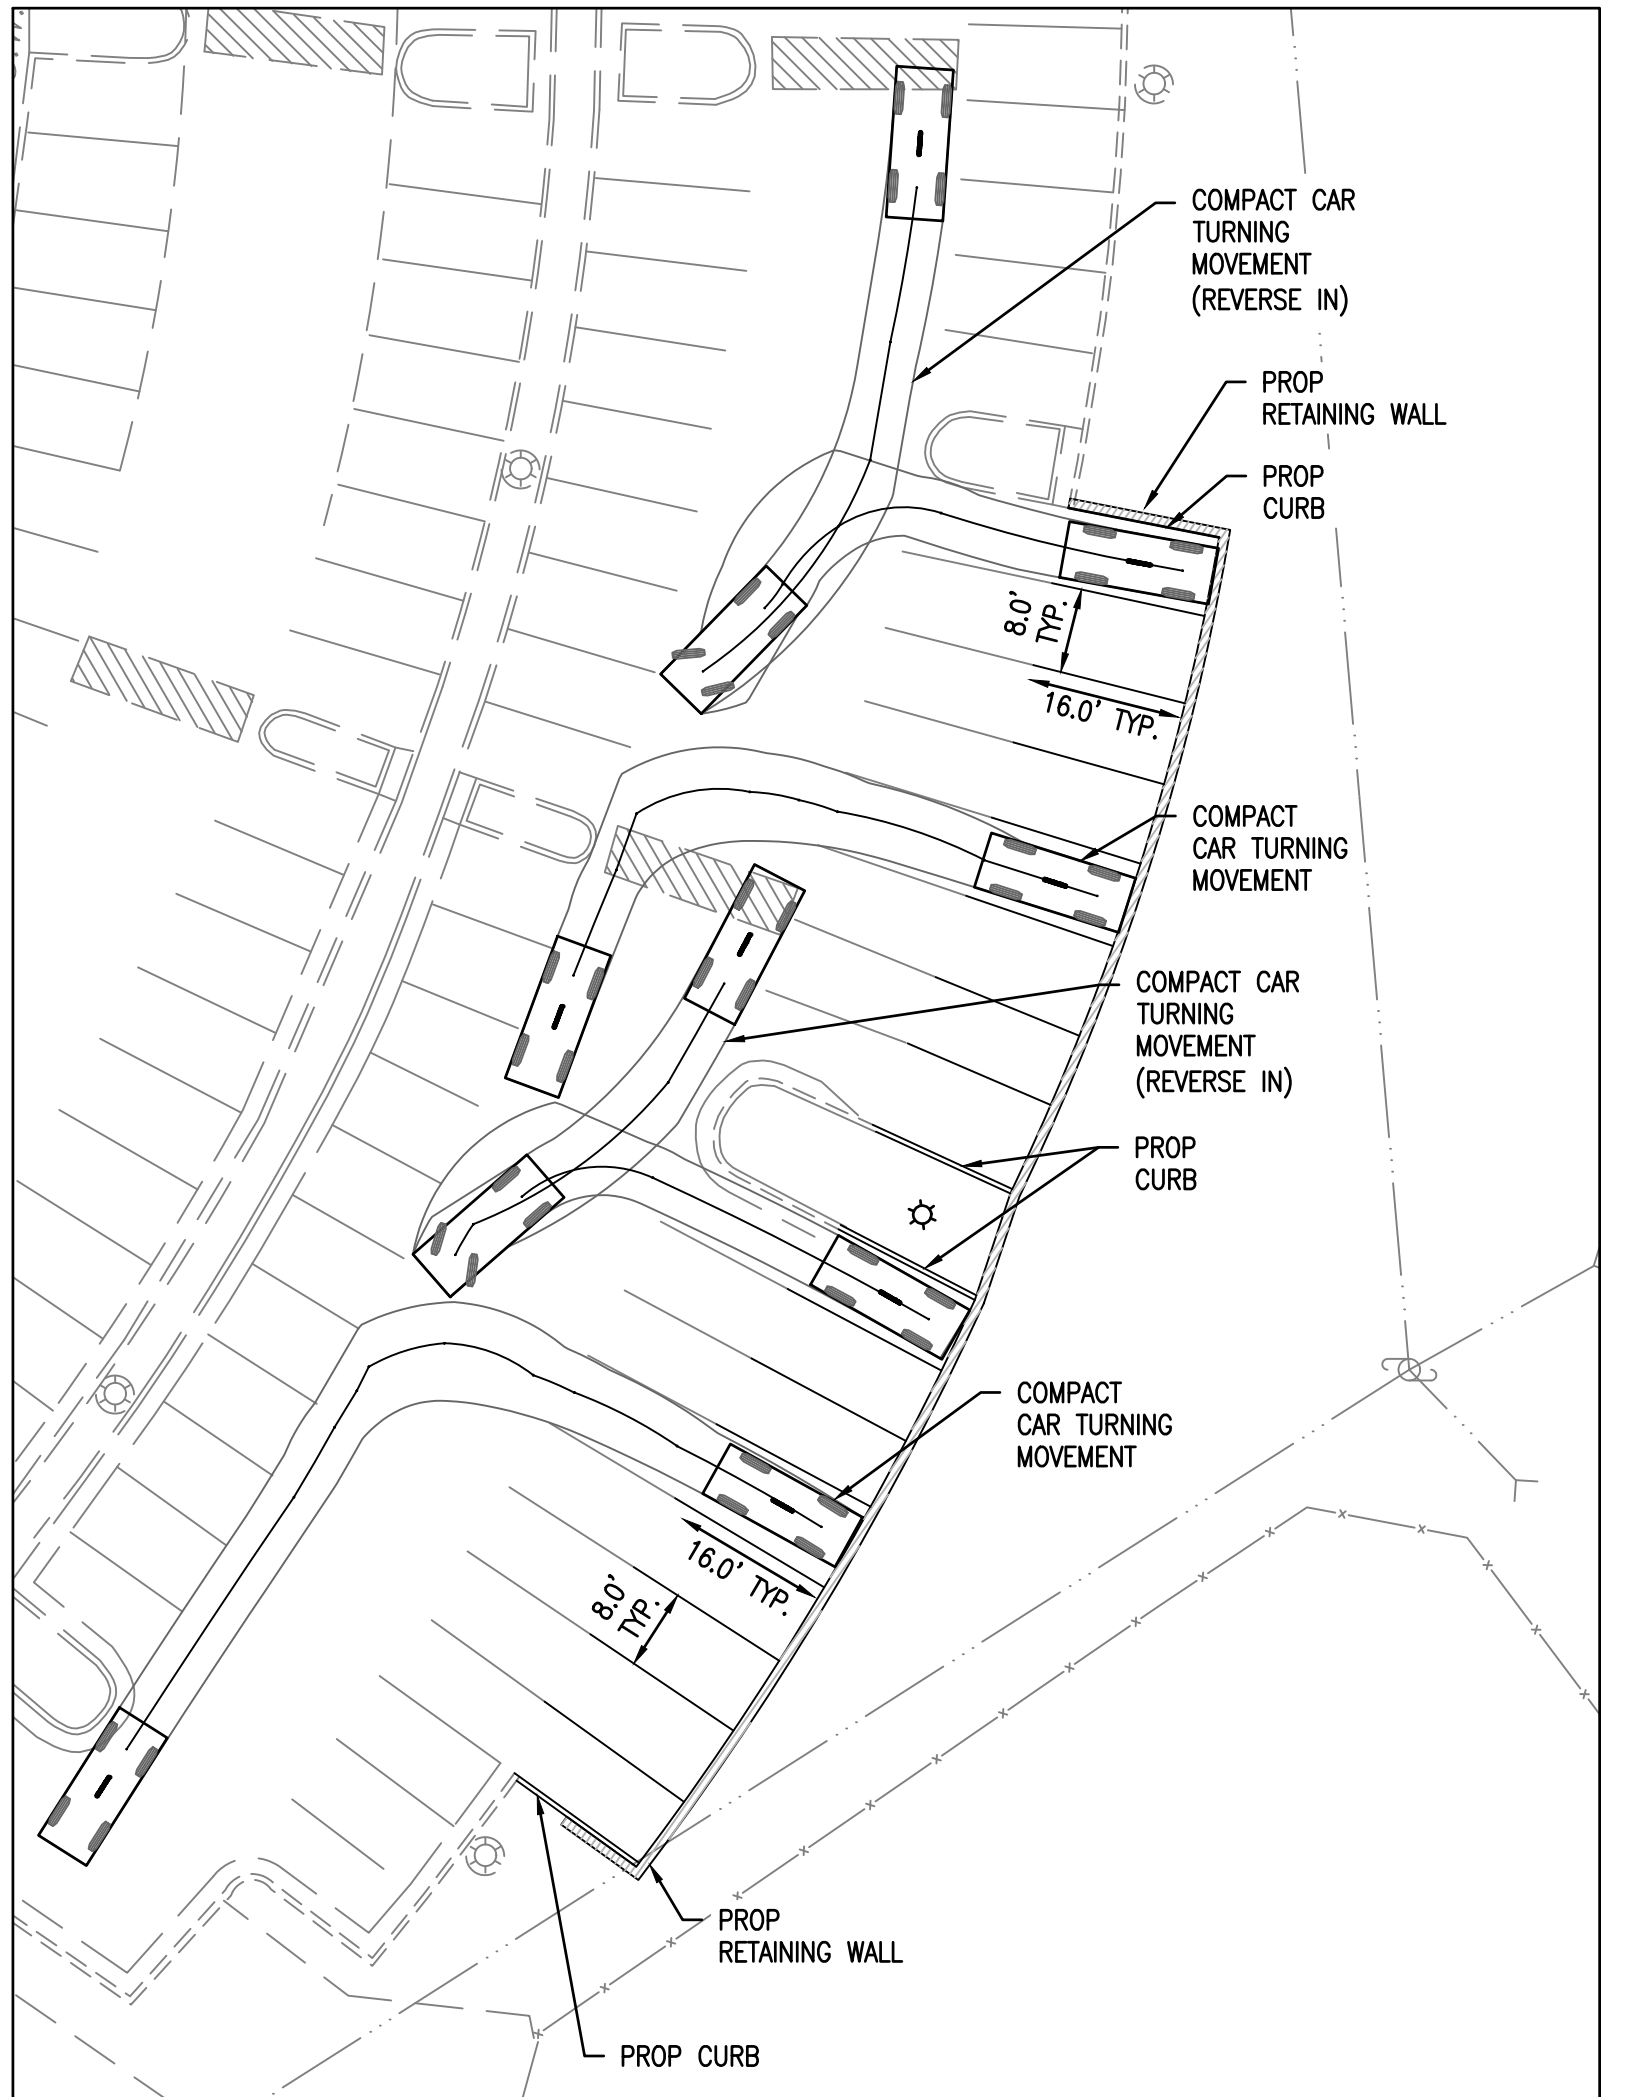 COMPACT CAR
TURNING
MOVEMENT
(REVERSE IN)
PROP
RETAINING WALL
PROP
CURB
8.0'
TYP.
16.0' TYP.
COMPACT
CAR TURNING
MOVEMENT
COMPACT CAR
TURNING
MOVEMENT
(REVERSE IN)
PROP
CURB
COMPACT
CAR TURNING
MOVEMENT
16.0' TYP.
8.0'
TYP.
PROP
RETAINING WALL
PROP CURB